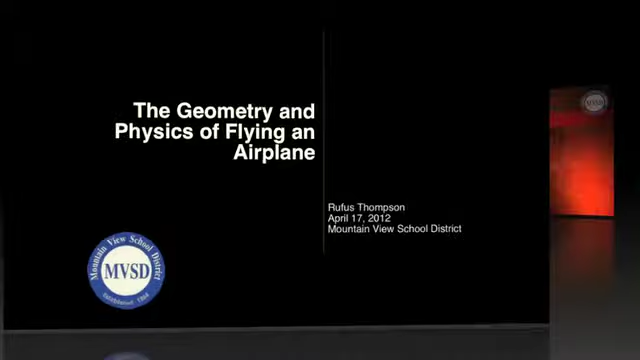 The Geometry and
Physics of Flying an
Airplane
Rufus Thompson
April 17, 2012
Mountain View School District
Mountain View School District
MVSD